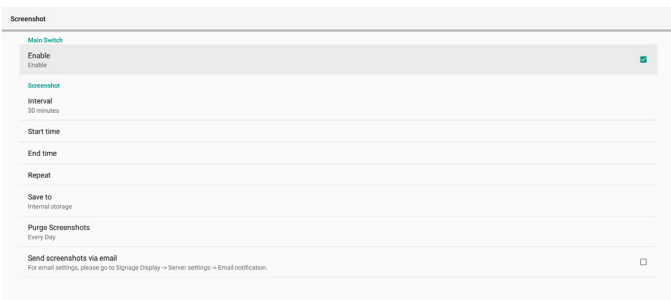 Screenshot
Main Switch
Enable
Enable
Screenshot
Interval
30 minutes
Start time
End time
Repeat
Save to
Internal storage
Purge Screenshots
Every Day
Send screenshots via email
For email settings, please go to Signage Display -> Server settings -> Email notification.